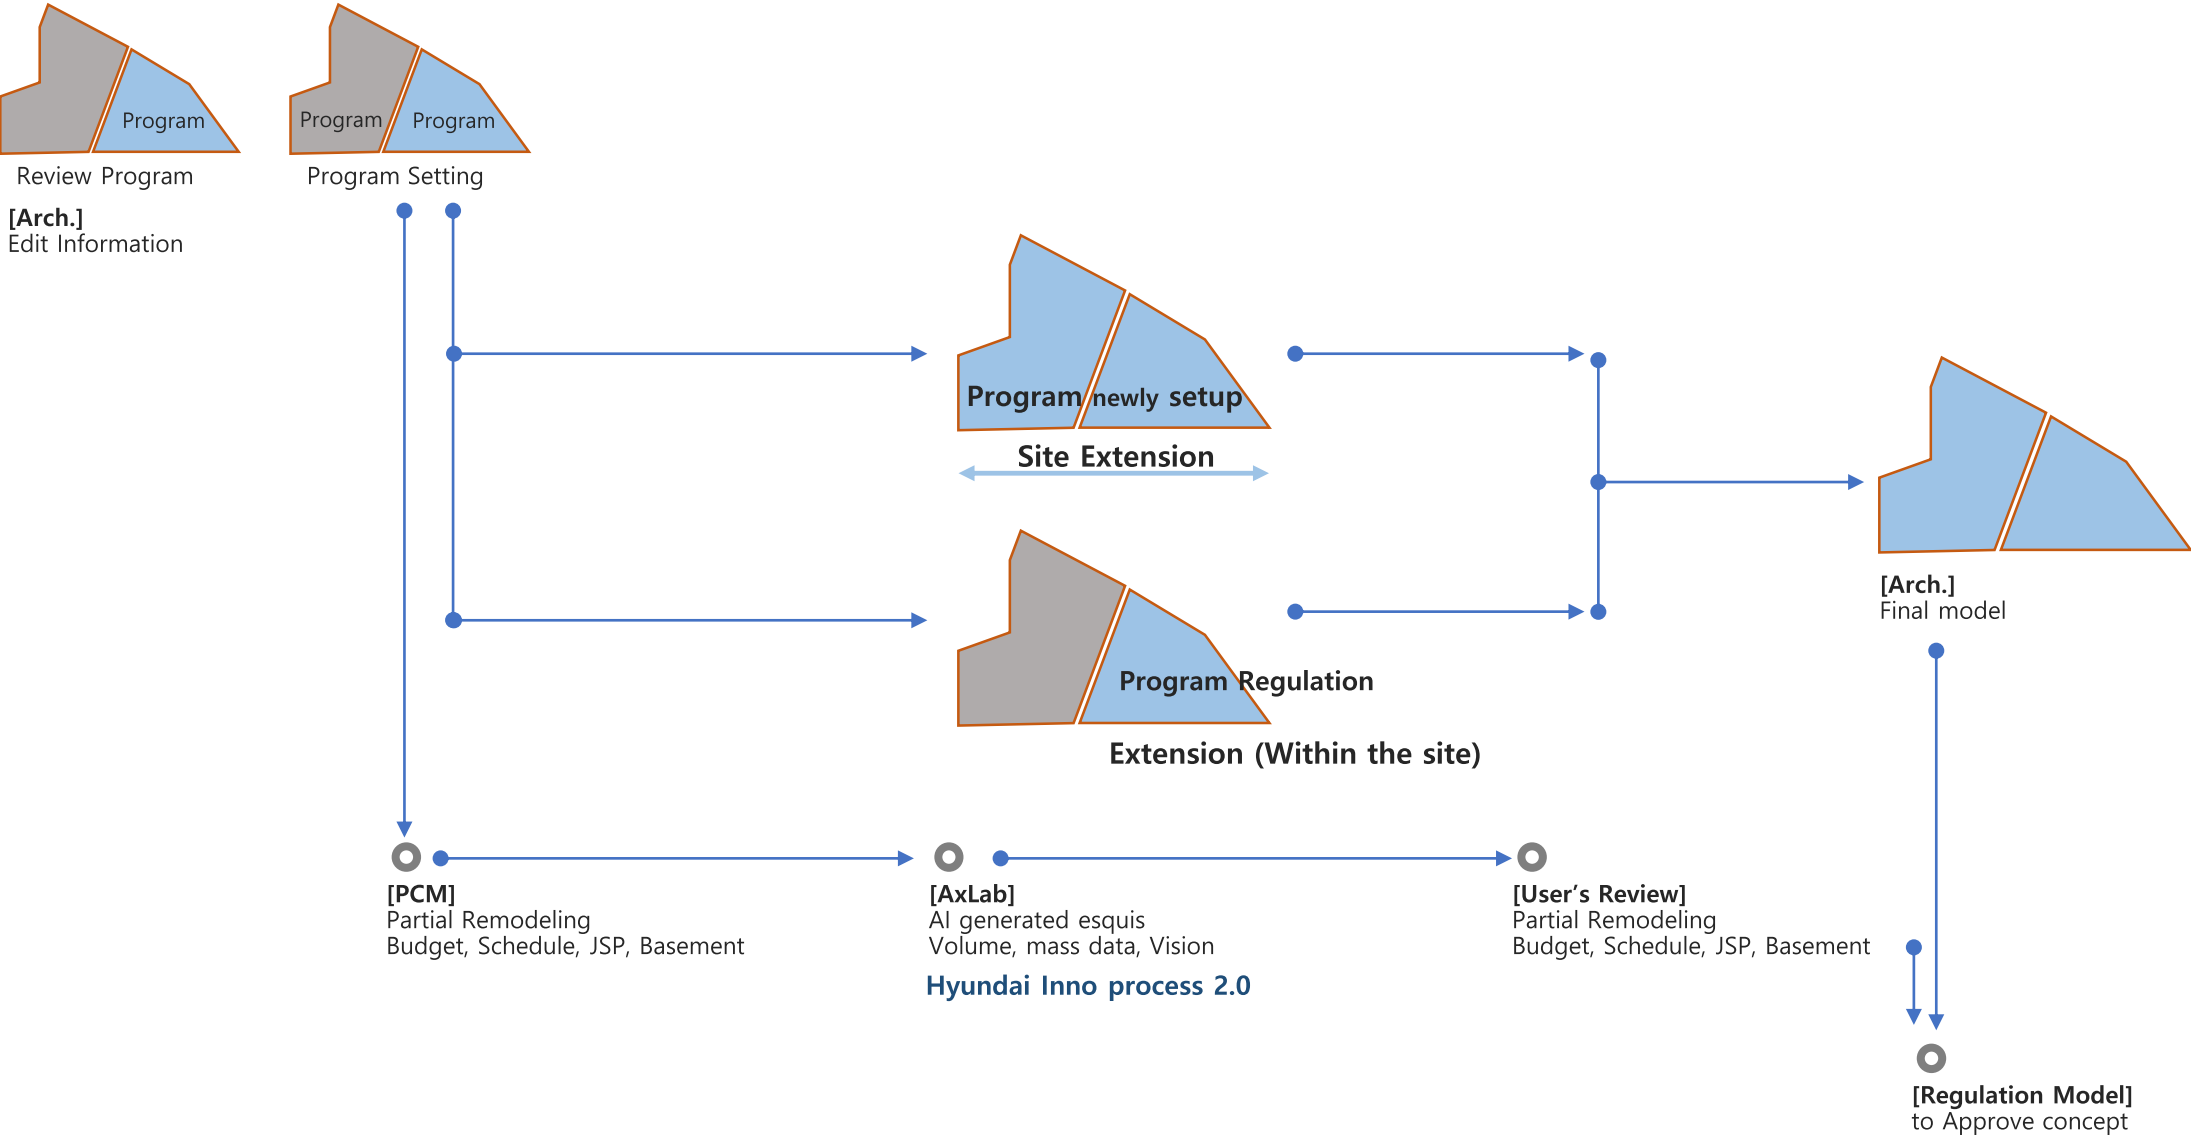 Program
Review Program
[Arch.]
Edit Information
Program
Program
Program Setting
Program newly setup
Site Extension
Program Regulation
Extension (Within the site)
[Arch.]
Final model
[PCM]
Partial Remodeling
Budget, Schedule, JSP, Basement
[AxLab]
AI generated esquis
Volume, mass data, Vision
Hyundai Inno process 2.0
[User’s Review]
Partial Remodeling
Budget, Schedule, JSP, Basement
[Regulation Model]
to Approve concept